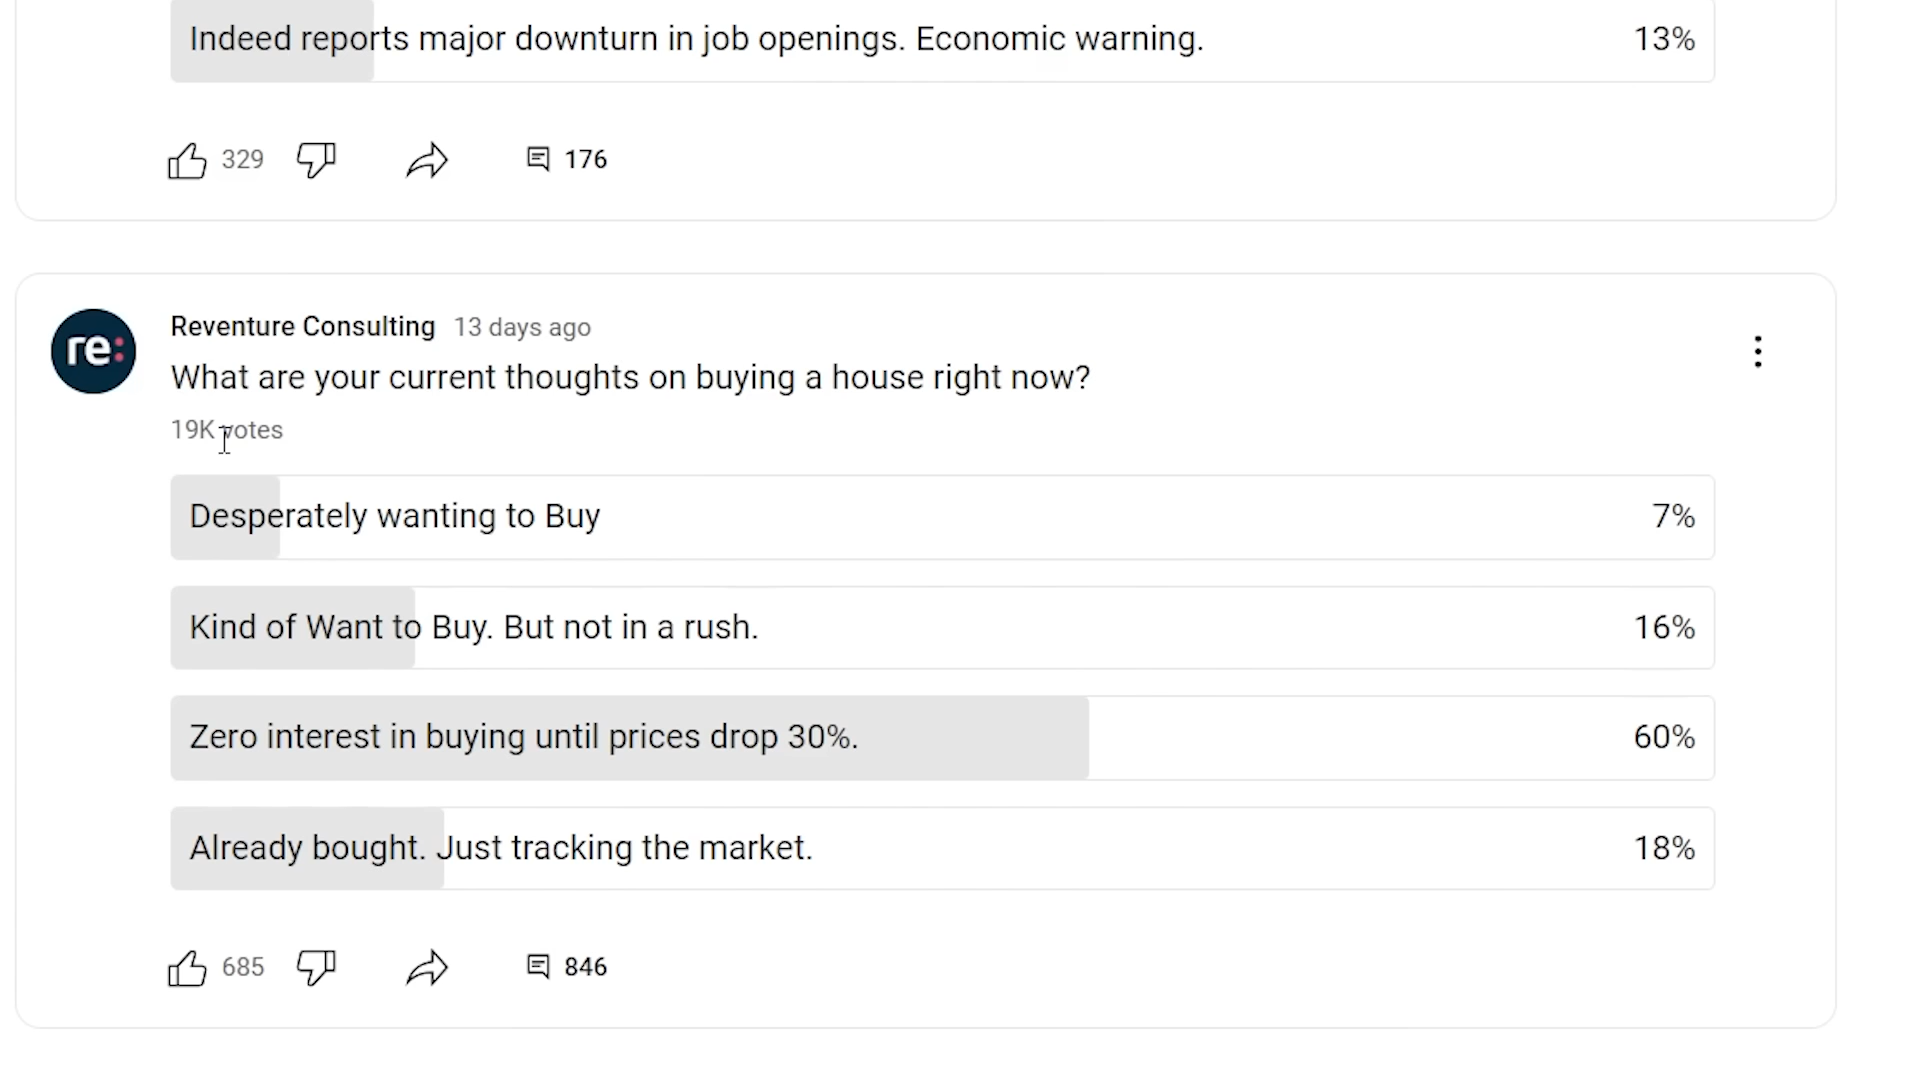 Indeed reports major downturn in job openings. Economic warning. 13%
329 176
re:
Reventure Consulting 13 days ago
What are your current thoughts on buying a house right now?
19K votes
Desperately wanting to Buy 7%
Kind of Want to Buy. But not in a rush. 16%
Zero interest in buying until prices drop 30%. 60%
Already bought. Just tracking the market. 18%
685 846